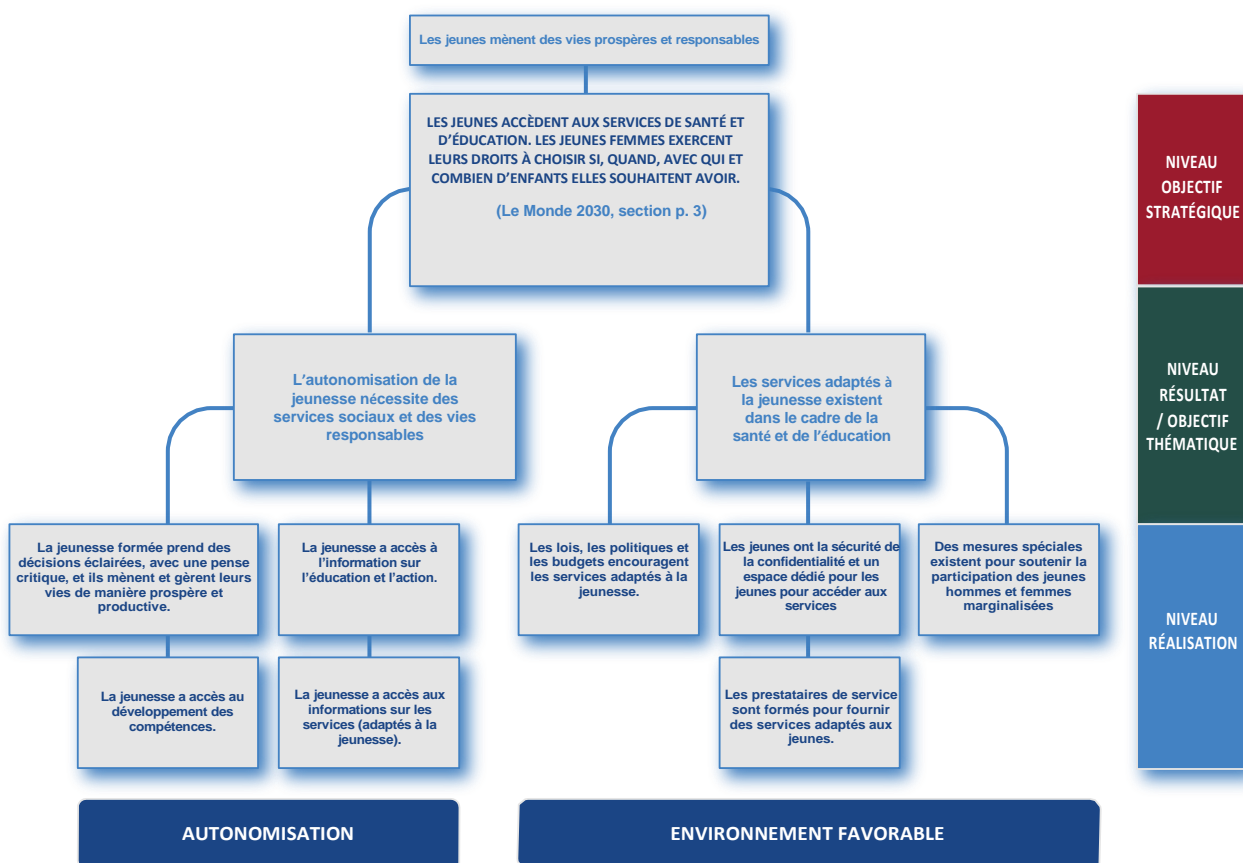 Les jeunes mènent des vies prospères et responsables
LES JEUNES ACCÈDENT AUX SERVICES DE SANTÉ ET
D'ÉDUCATION. LES JEUNES FEMMES EXERCENT
LEURS DROITS À CHOISIR SI, QUAND, AVEC QUI ET
COMBIEN D'ENFANTS ELLES SOUHAITENT AVOIR.
(Le Monde 2030, section p. 3)
NIVEAU
OBJECTIF
STRATÉGIQUE
L'autonomisation de la
jeunesse nécessite des
services sociaux et des vies
responsables
Les services adaptés à
la jeunesse existent
dans le cadre de la
santé et de l'éducation
NIVEAU
RÉSULTAT
/ OBJECTIF
THÉMATIQUE
La jeunesse formée prend des
décisions éclairées, avec une pense
critique, et ils mènent et gèrent leurs
vies de manière prospère et
productive.
La jeunesse a accès à
l'information sur
l'éducation et l'action.
Les lois, les politiques et
les budgets encouragent
les services adaptés à la
jeunesse.
Les jeunes ont la sécurité de
la confidentialité et un
espace dédié pour les
jeunes pour accéder aux
services
Des mesures spéciales
existent pour soutenir la
participation des jeunes
hommes et femmes
marginalisées
NIVEAU
RÉALISATION
La jeunesse a accès au
développement des
compétences.
La jeunesse a accès aux
informations sur les
services (adaptés à la
jeunesse).
Les prestataires de service
sont formés pour fournir
des services adaptés aux
jeunes.
AUTONOMISATION
ENVIRONNEMENT FAVORABLE